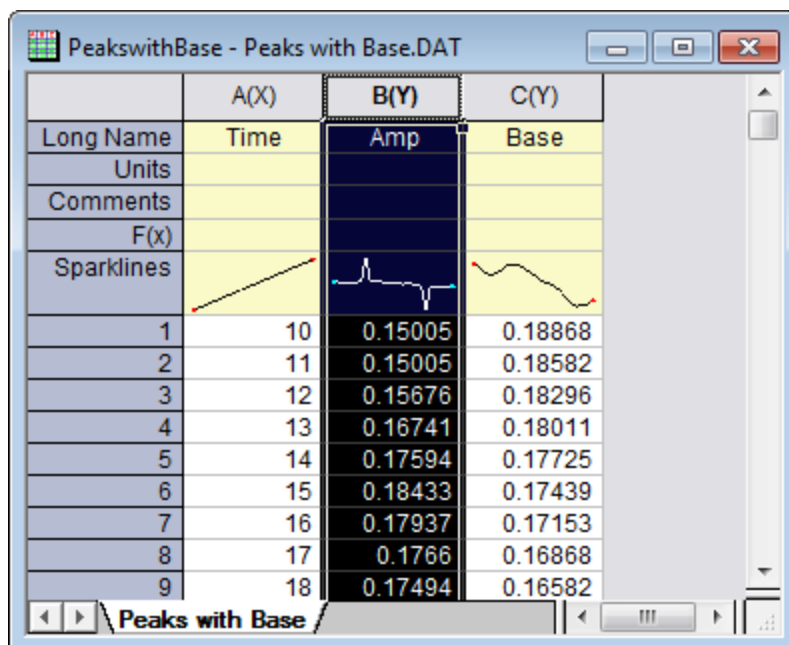 PeakswithBase - Peaks with Base.DAT
A(X) B(Y) C(Y)
Long Name Time Amp Base
Units
Comments
F(x)
Sparklines
1 10 0.15005 0.18868
2 11 0.15005 0.18582
3 12 0.15676 0.18296
4 13 0.16741 0.18011
5 14 0.17594 0.17725
6 15 0.18433 0.17439
7 16 0.17937 0.17153
8 17 0.1766 0.16868
9 18 0.17494 0.16582
Peaks with Base